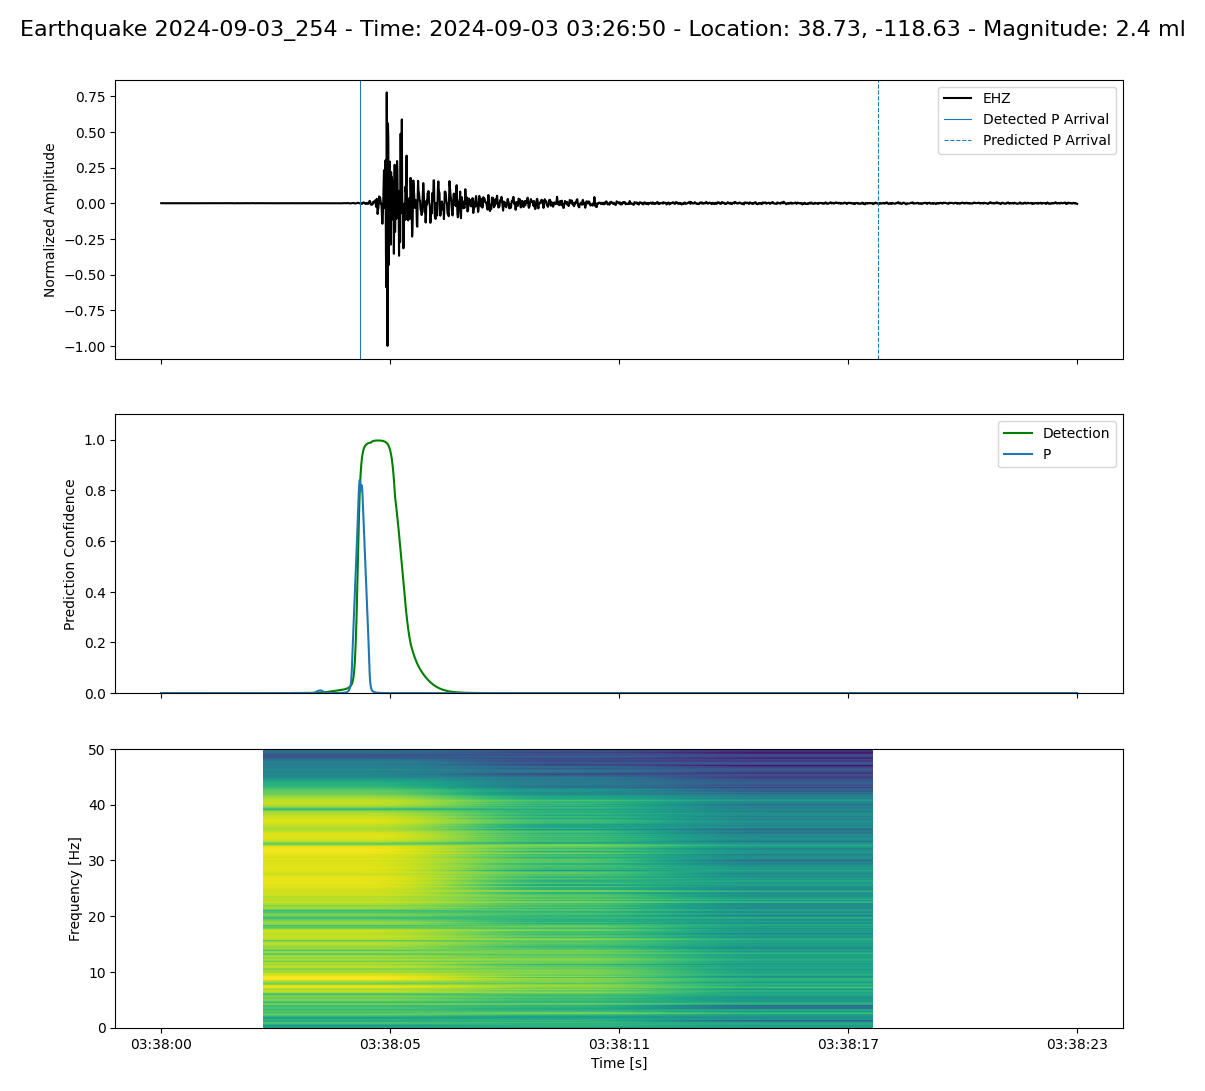 Earthquake 2024-09-03_254 - Time: 2024-09-03 03:26:50 - Location: 38.73, -118.63 - Magnitude: 2.4 ml
EHZ
Detected P Arrival
Predicted P Arrival
0.75
0.50
0.25
0.00
−0.25
−0.50
−0.75
−1.00
Normalized Amplitude
Detection
P
1.0
0.8
0.6
0.4
0.2
0.0
Prediction Confidence
50
40
30
20
10
0
Frequency [Hz]
03:38:00 03:38:05 03:38:11 03:38:17 03:38:23
Time [s]